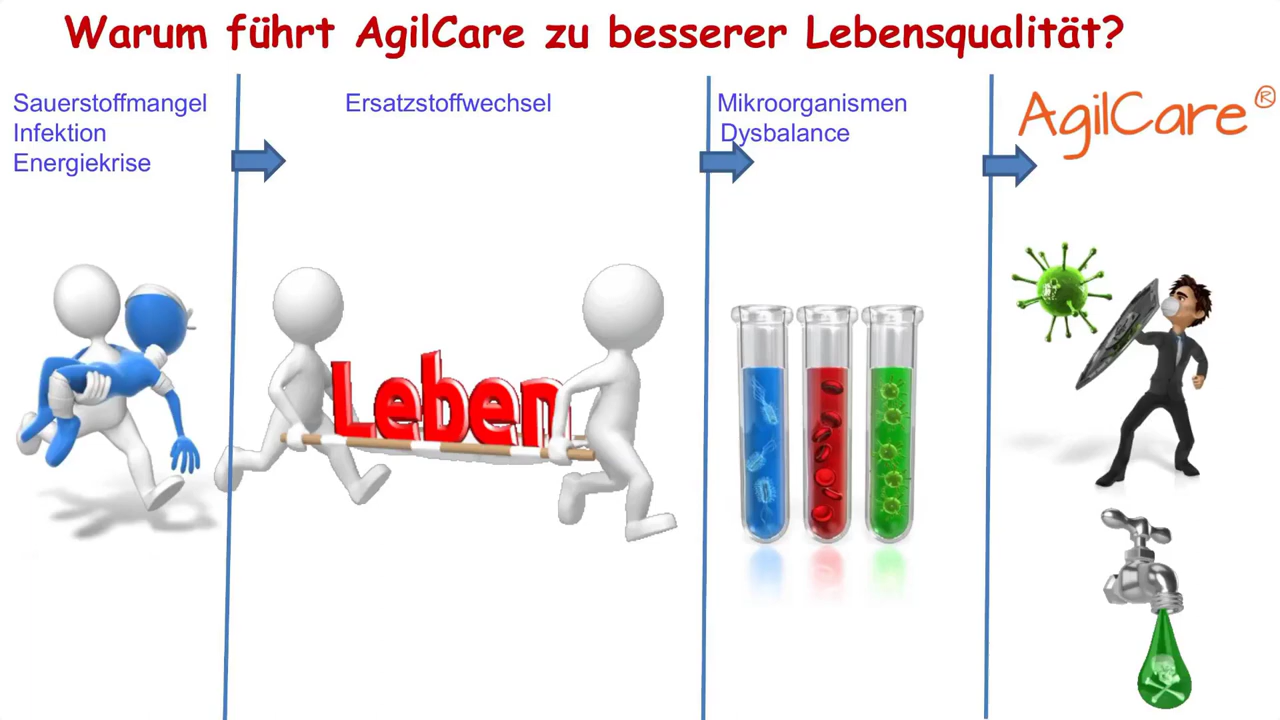 Warum führt AgilCare zu besserer Lebensqualität?
Sauerstoffmangel
Infektion
Energiekrise
Ersatzstoffwechsel
Mikroorganismen
Dysbalance
AgilCare®
Leben